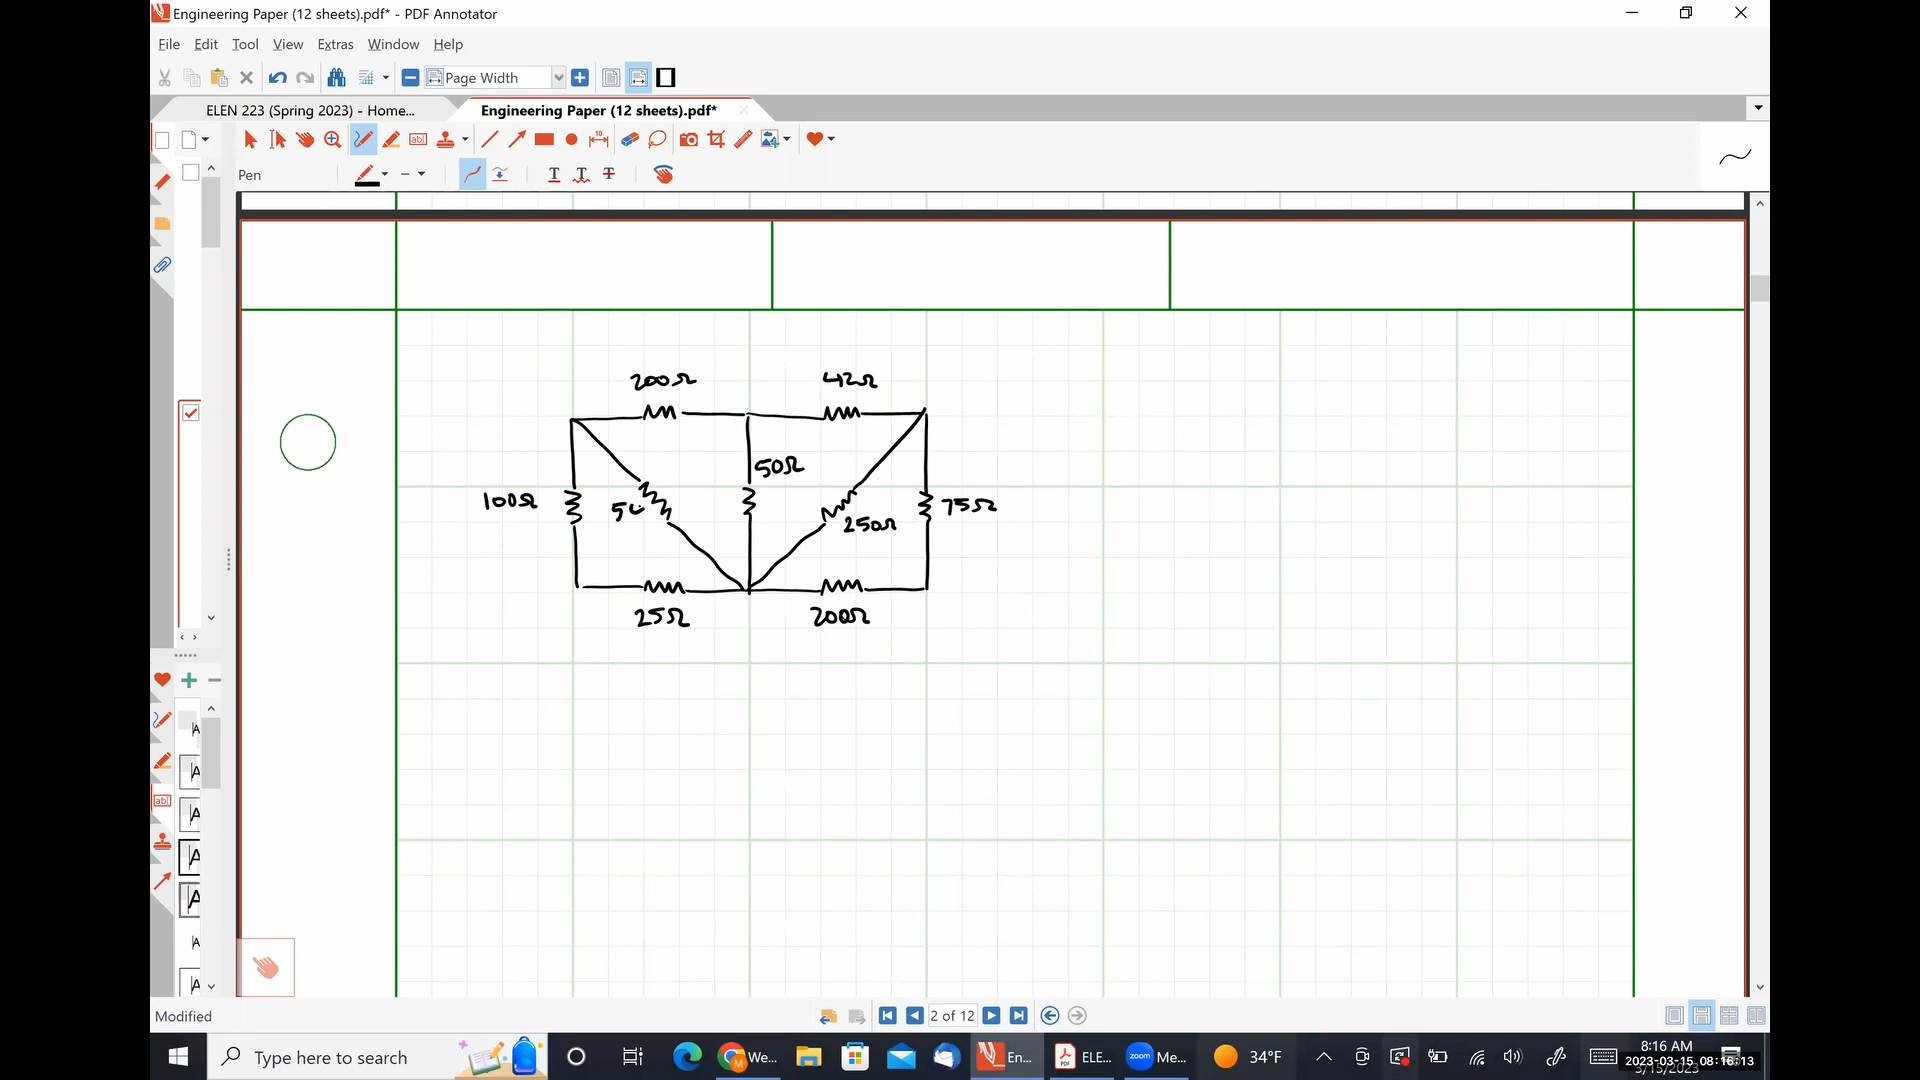 Engineering Paper (12 sheets).pdf* - PDF Annotator
File Edit Tool View Extras Window Help
Page Width
ELEN 223 (Spring 2023) - Home...
Engineering Paper (12 sheets).pdf*
Pen
200Ω
42Ω
50Ω
100Ω
250Ω
75Ω
25Ω
200Ω
Modified
2 of 12
Type here to search
We...
En...
ELE...
zoom
Me...
34°F
8:16 AM
2023-03-15 08:16:13